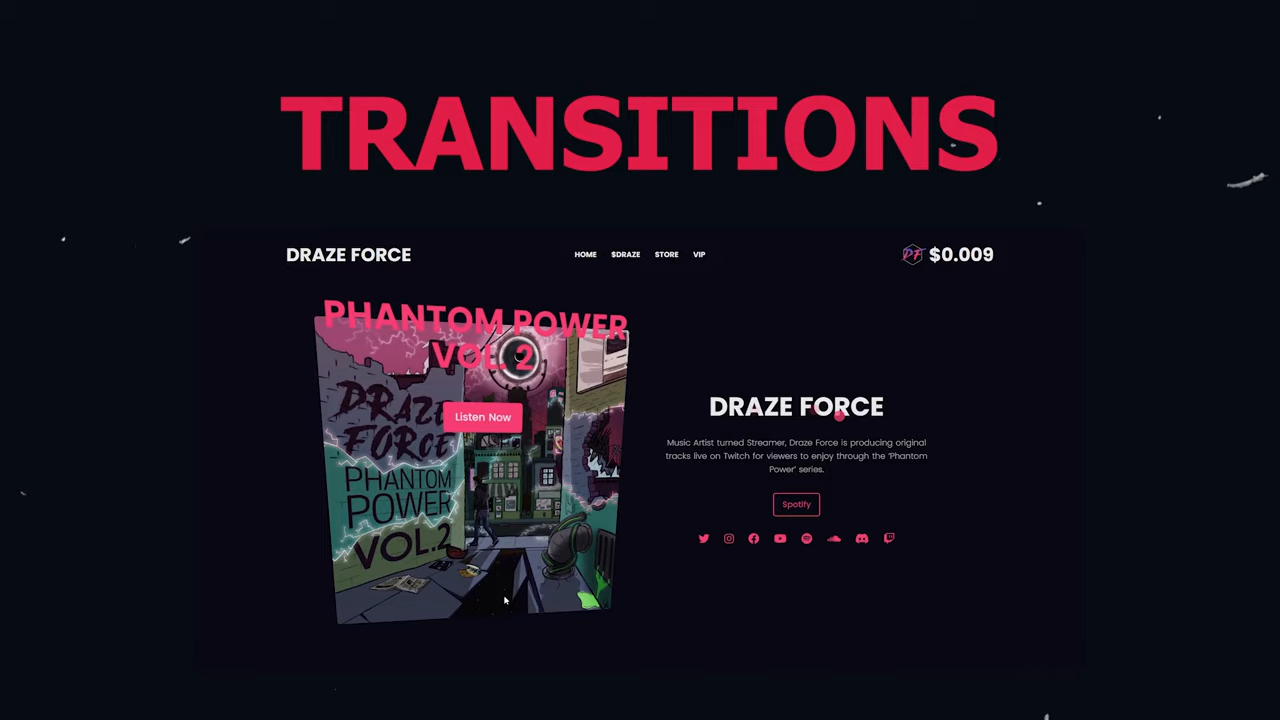 TRANSITIONS
DRAZE FORCE
HOME
$DRAZE
STORE
VIP
DF
$0.009
PHANTOM POWER
VOL. 2
Listen Now
DRAZE
FORCE
PHANTOM
POWER
VOL.2
DRAZE FORCE
Music Artist turned Streamer, Draze Force is producing original
tracks live on Twitch for viewers to enjoy through the 'Phantom
Power' series.
Spotify